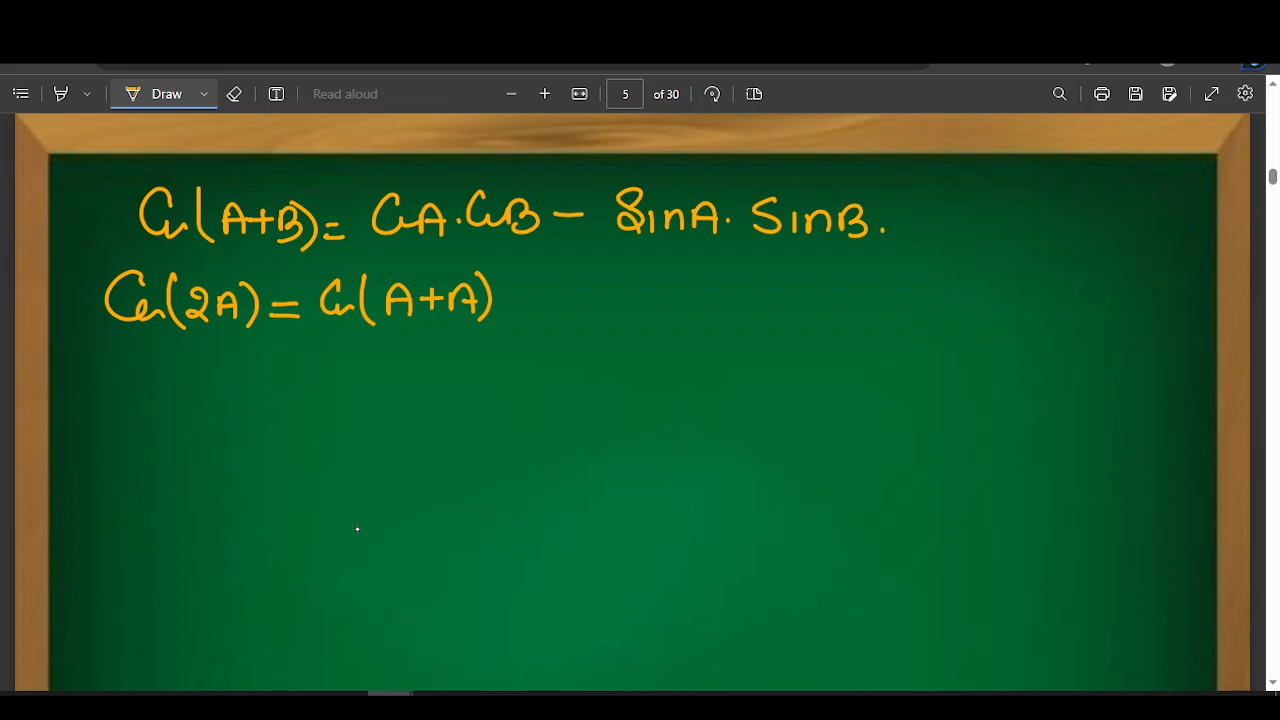 Draw
Read aloud
5 of 30
Cos(A+B) = CosA·CosB − SinA·SinB.
Cos(2A) = Cos(A+A)